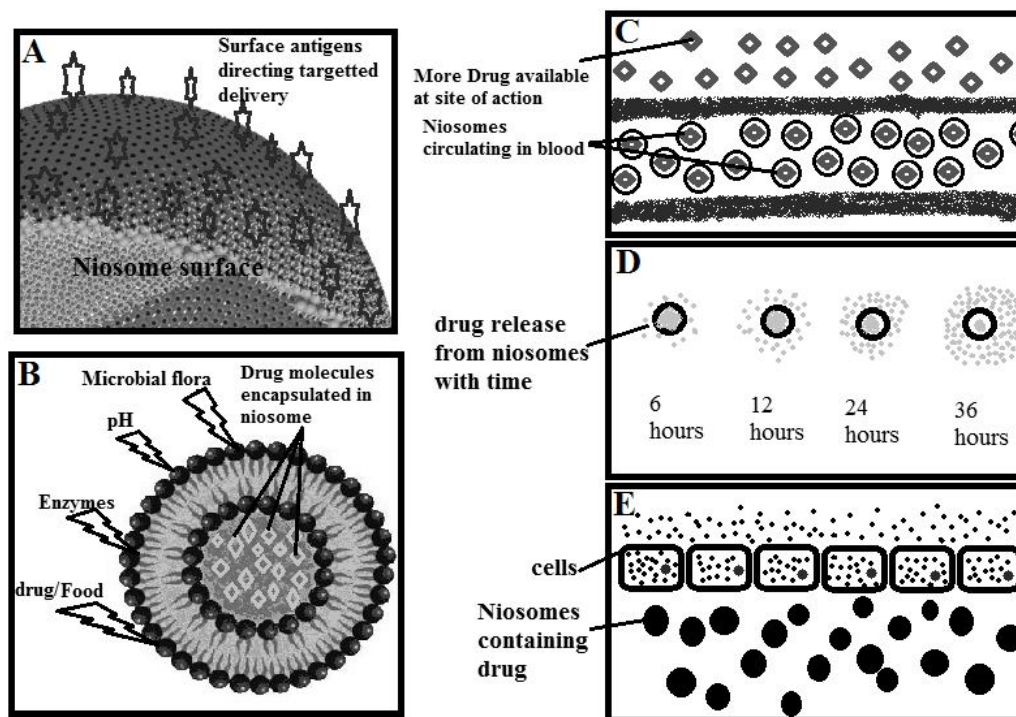 A
Surface antigens
directing targetted
delivery
Niosome surface
B
Microbial flora
pH
Enzymes
drug/Food
Drug molecules
encapsulated in
niosome
C
More Drug available
at site of action
Niosomes
circulating in blood
D
drug release
from niosomes
with time
6
hours
12
hours
24
hours
36
hours
E
cells
Niosomes
containing
drug